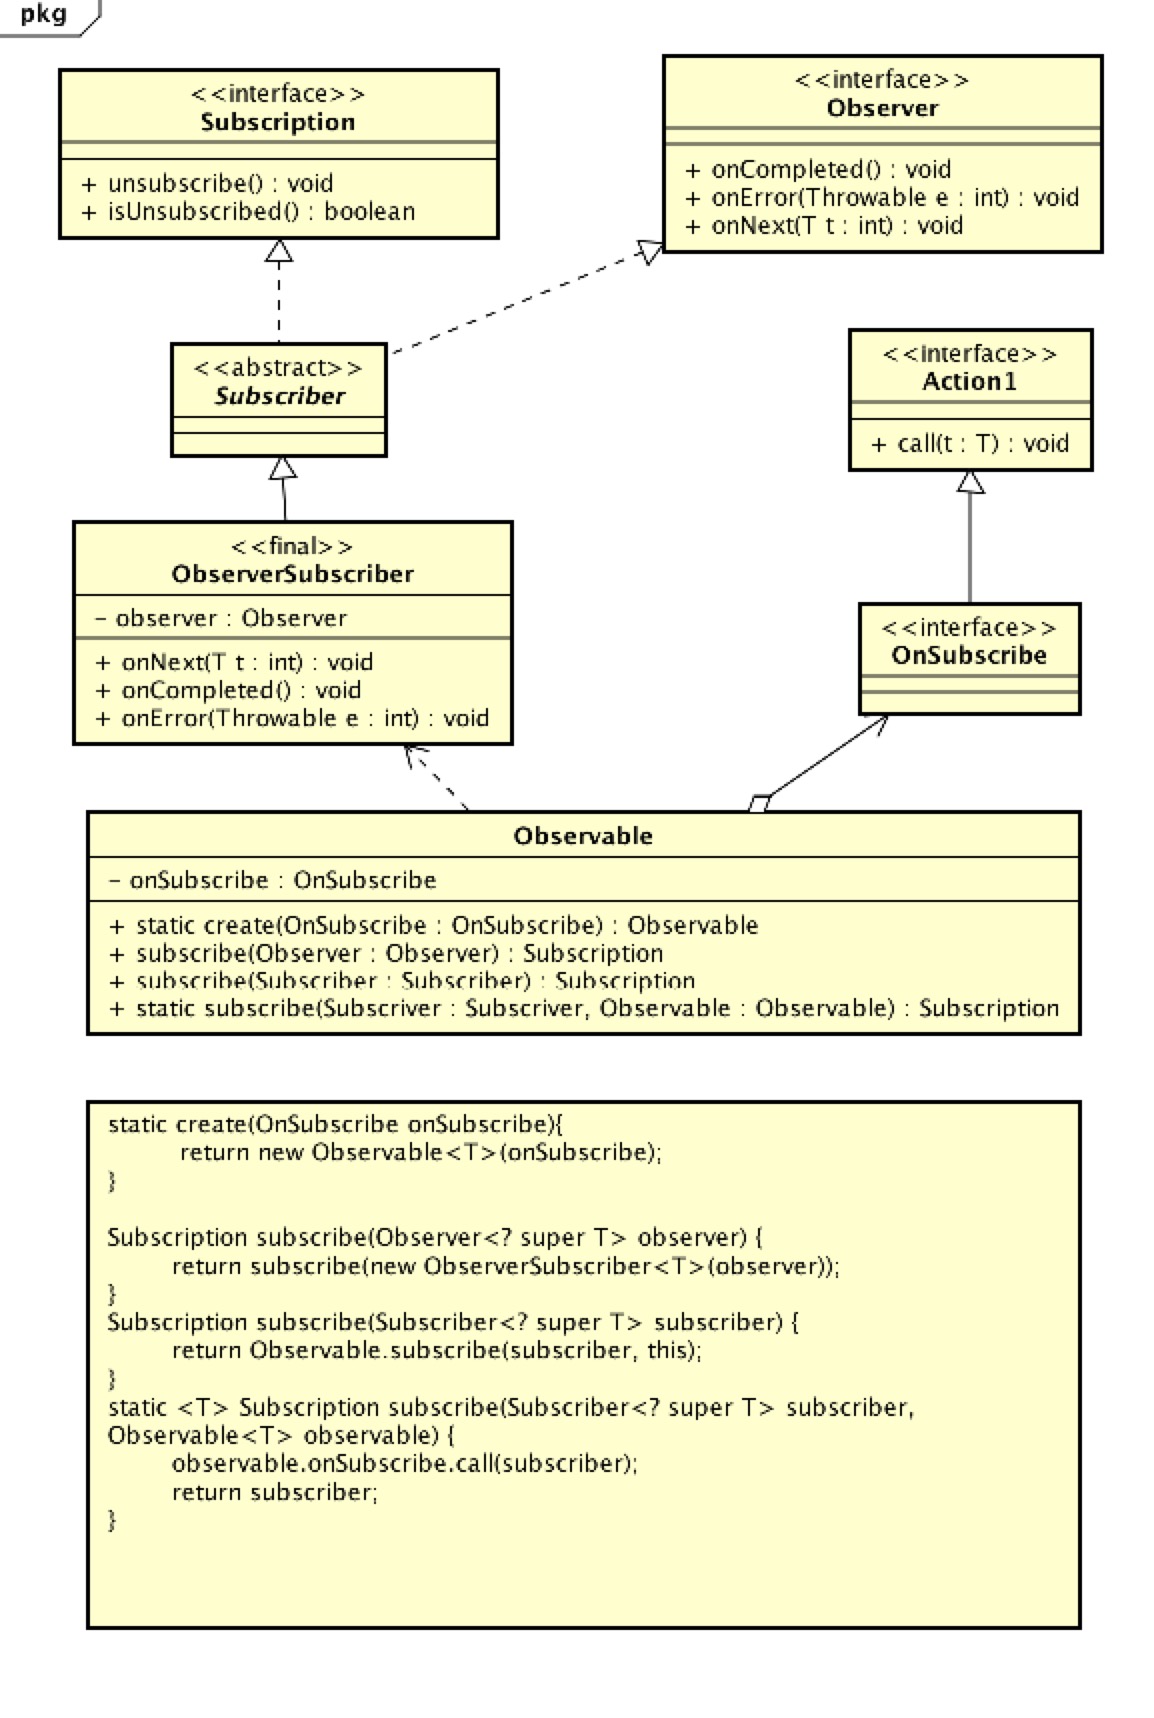 pkg
<<interface>>
Subscription
+ unsubscribe() : void
+ isUnsubscribed() : boolean
<<interface>>
Observer
+ onCompleted() : void
+ onError(Throwable e : int) : void
+ onNext(T t : int) : void
<<abstract>>
Subscriber
<<interface>>
Action1
+ call(t : T) : void
<<final>>
ObserverSubscriber
- observer : Observer
+ onNext(T t : int) : void
+ onCompleted() : void
+ onError(Throwable e : int) : void
<<interface>>
OnSubscribe
Observable
- onSubscribe : OnSubscribe
+ static create(OnSubscribe : OnSubscribe) : Observable
+ subscribe(Observer : Observer) : Subscription
+ subscribe(Subscriber : Subscriber) : Subscription
+ static subscribe(Subscriver : Subscriver, Observable : Observable) : Subscription
static create(OnSubscribe onSubscribe){
return new Observable<T>(onSubscribe);
}
Subscription subscribe(Observer<? super T> observer) {
return subscribe(new ObserverSubscriber<T>(observer));
}
Subscription subscribe(Subscriber<? super T> subscriber) {
return Observable.subscribe(subscriber, this);
}
static <T> Subscription subscribe(Subscriber<? super T> subscriber,
Observable<T> observable) {
observable.onSubscribe.call(subscriber);
return subscriber;
}